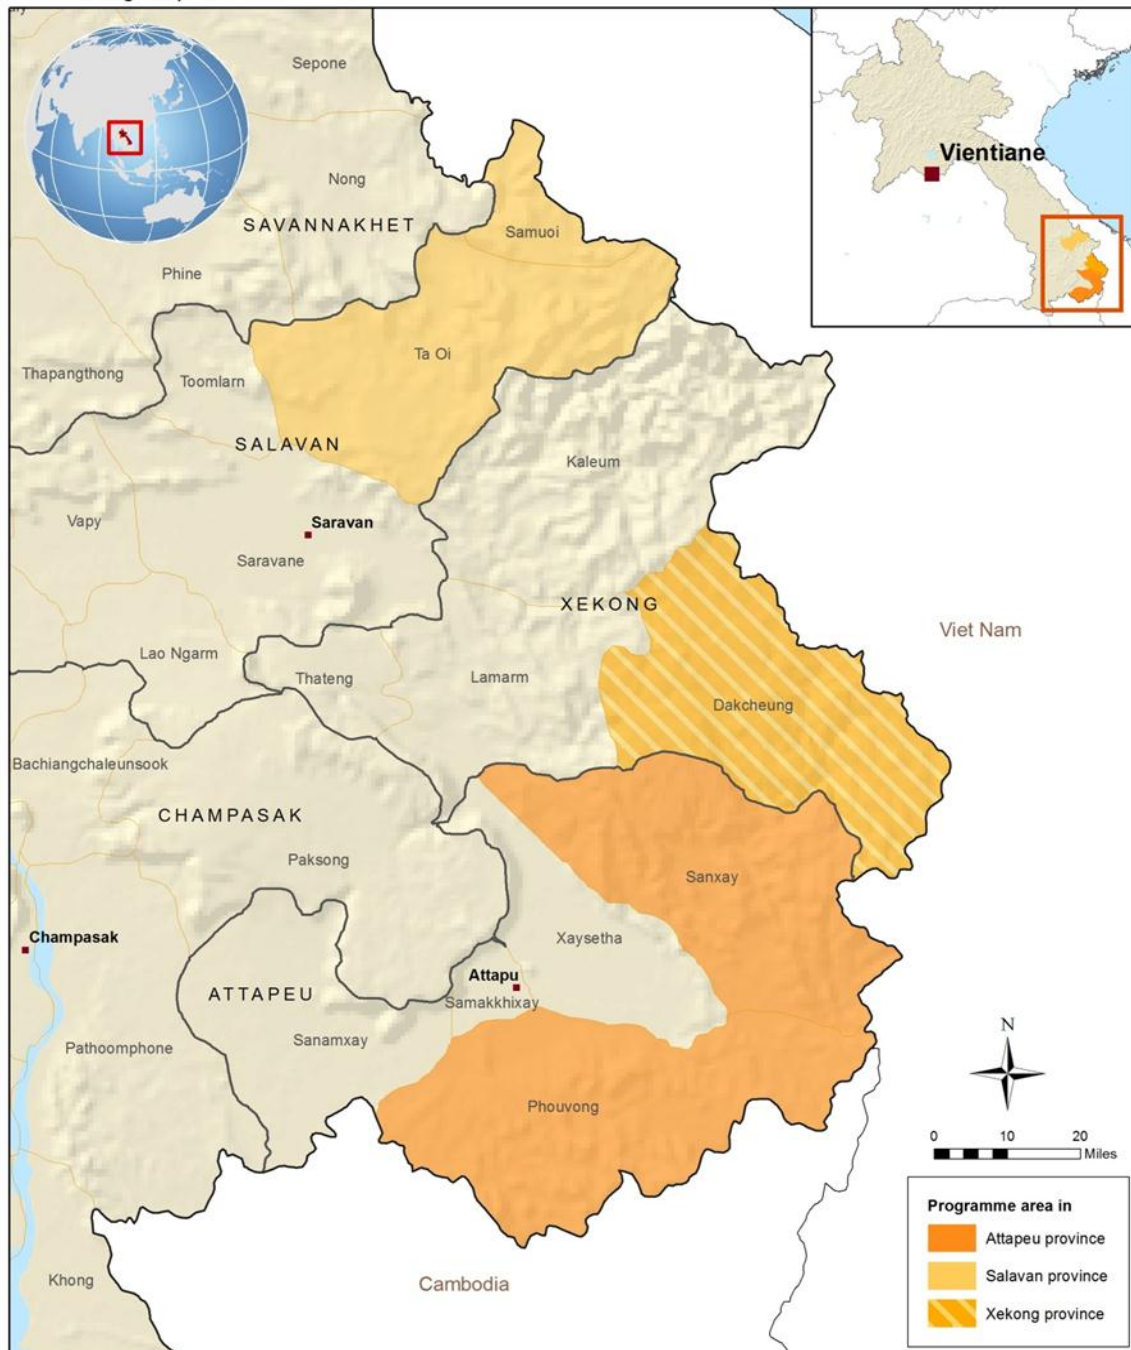 Sepone
Nong
SAVANNAKHET
Samuoi
Phine
Vientiane
Thapangthong
Toomlarn
Ta Oi
SALAVAN
Kaleum
Vapy
Saravan
Saravane
XEKONG
Viet Nam
Lao Ngarm
Thateng
Lamarm
Dakcheung
Bachiangchaleunsook
CHAMPASAK
Paksong
Sanxay
Champasak
Xaysetha
Attapu
ATTAPEU
Samakkhixay
Sanamxay
Pathoomphone
Phouvong
N
0 10 20
Miles
Cambodia
Khong
Programme area in
Attapeu province
Salavan province
Xekong province